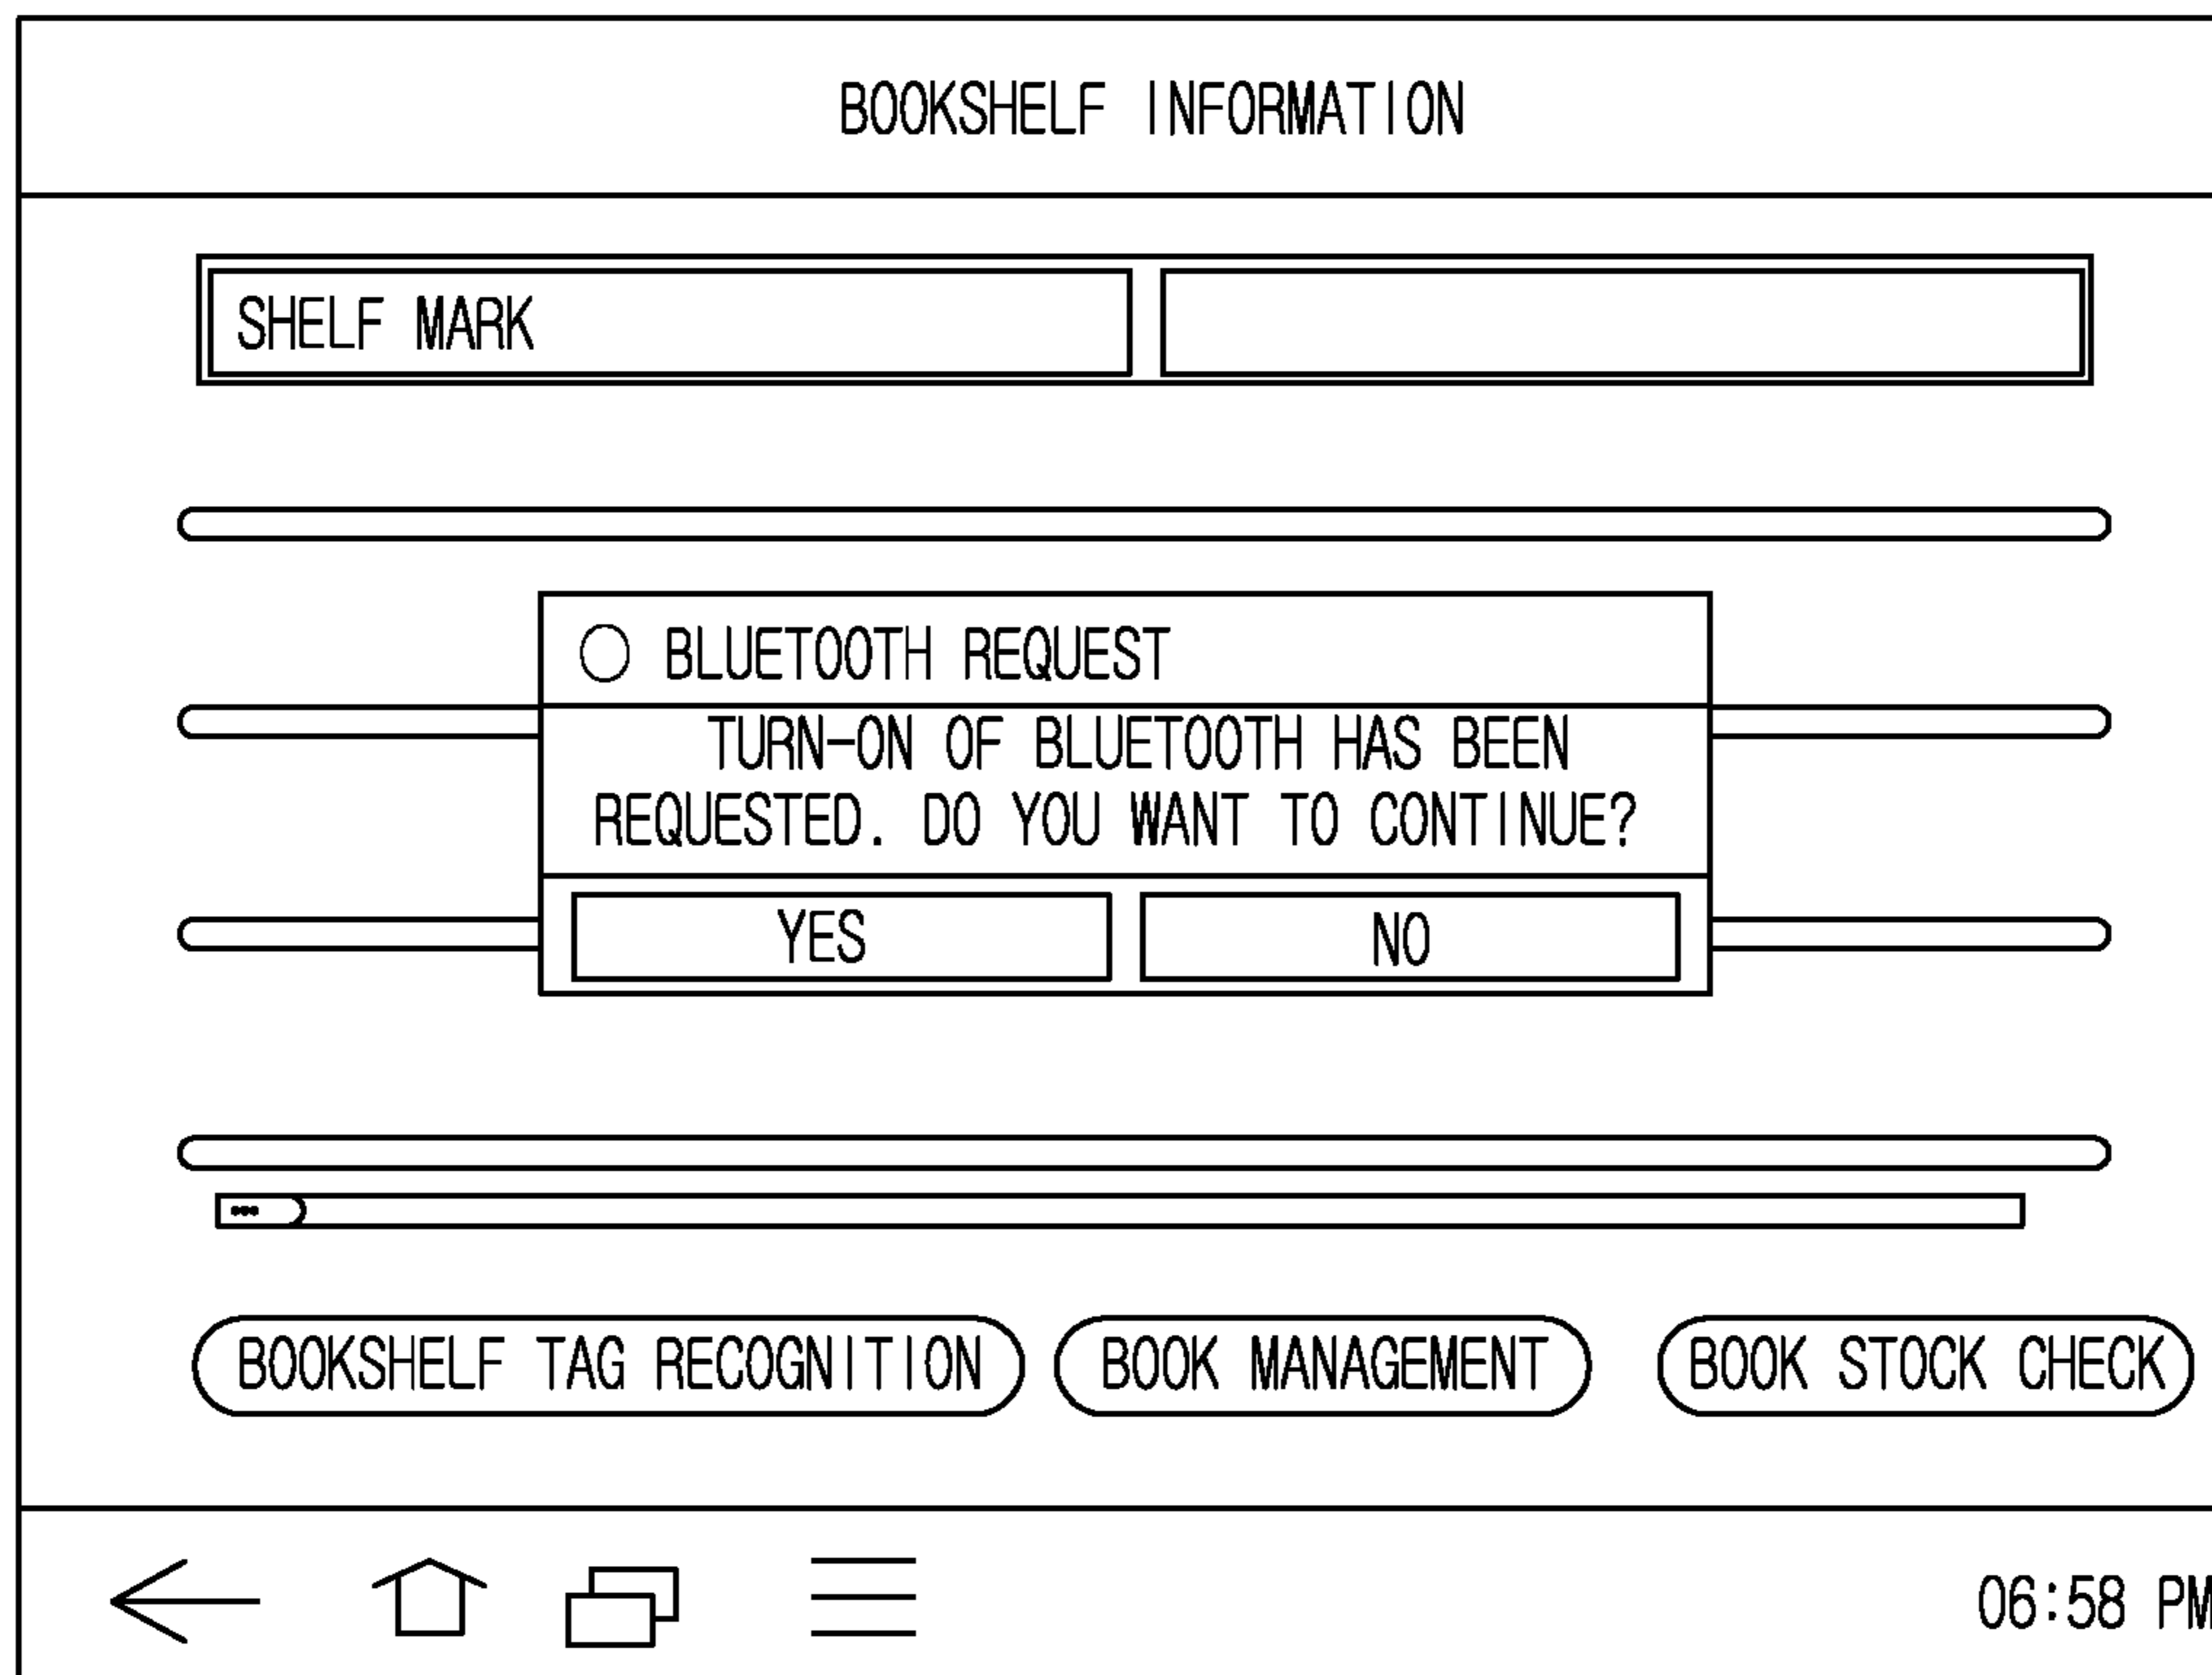 BOOKSHELF INFORMATION
SHELF MARK
BLUETOOTH REQUEST
TURN-ON OF BLUETOOTH HAS BEEN
REQUESTED. DO YOU WANT TO CONTINUE?
YES NO
BOOKSHELF TAG RECOGNITION BOOK MANAGEMENT BOOK STOCK CHECK
06:58 PM